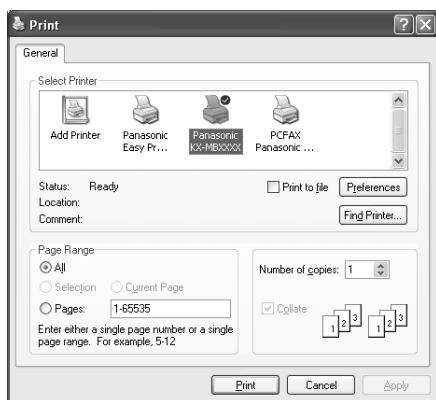 Print
General
Select Printer
Add Printer
Panasonic
Easy Pr...
Panasonic
KX-MBXXXX
PCFAX
Panasonic ...
Status: Ready
Location:
Comment:
Print to file
Preferences
Find Printer...
Page Range
All
Selection
Current Page
Pages: 1-65535
Enter either a single page number or a single
page range. For example, 5-12
Number of copies: 1
Collate
1 2 3 1 2 3
Print
Cancel
Apply